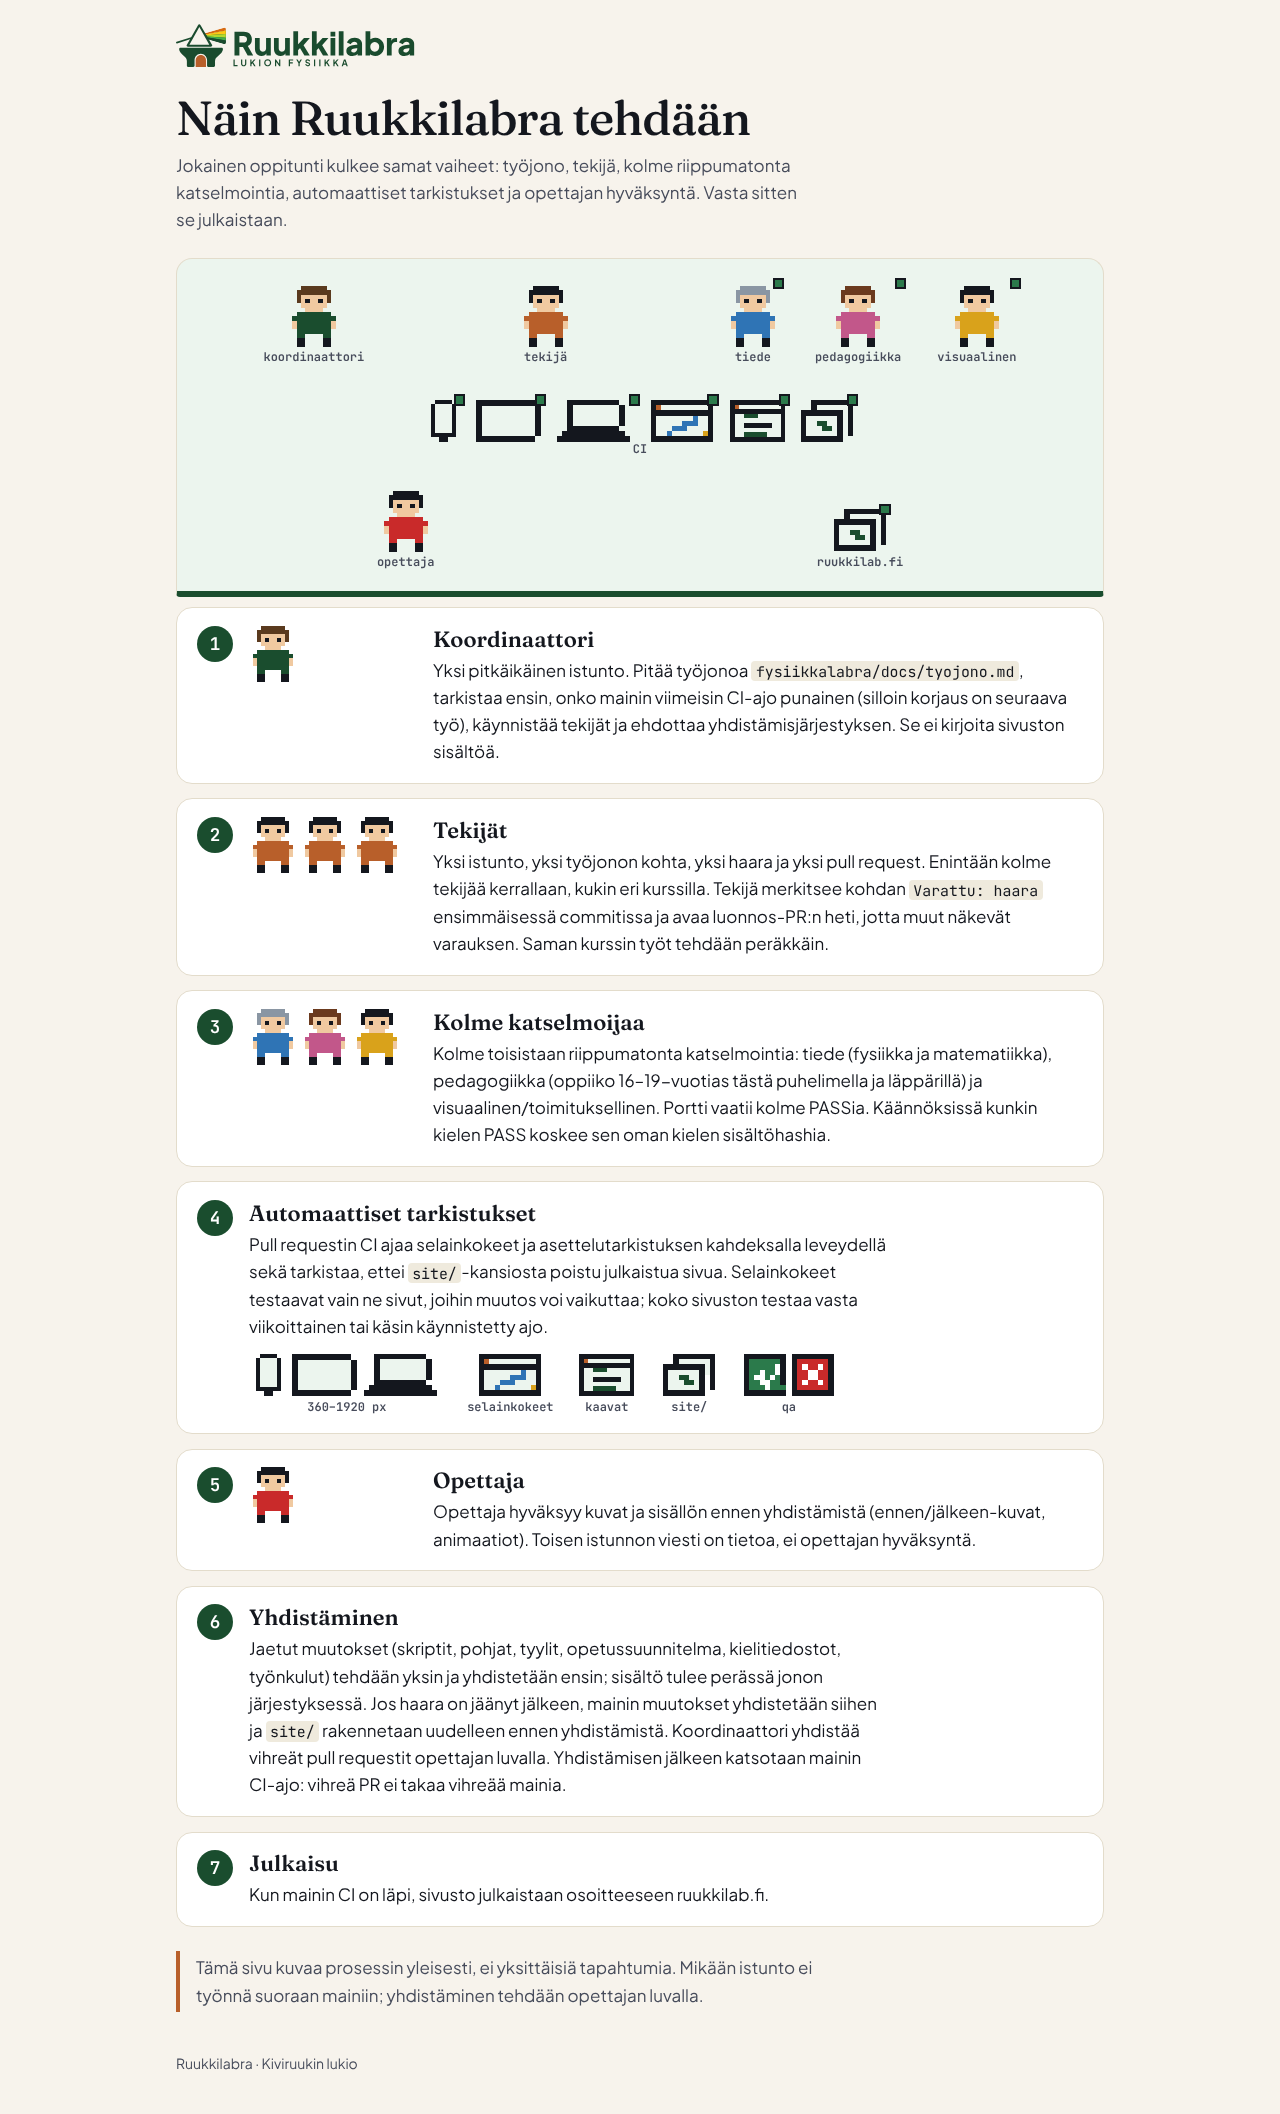 Ruukkilabra
LUKION FYSIIKKA
Näin Ruukkilabra tehdään
Jokainen oppitunti kulkee samat vaiheet: työjono, tekijä, kolme riippumatonta
katselmointia, automaattiset tarkistukset ja opettajan hyväksyntä. Vasta sitten
se julkaistaan.
koordinaattori
tekijä
tiede
pedagogiikka
visuaalinen
CI
opettaja
ruukkilab.fi
1
Koordinaattori
Yksi pitkäikäinen istunto. Pitää työjonoa fysiikkalabra/docs/tyojono.md,
tarkistaa ensin, onko mainin viimeisin CI-ajo punainen (silloin korjaus on seuraava
työ), käynnistää tekijät ja ehdottaa yhdistämisjärjestyksen. Se ei kirjoita sivuston
sisältöä.
2
Tekijät
Yksi istunto, yksi työjonon kohta, yksi haara ja yksi pull request. Enintään kolme
tekijää kerrallaan, kukin eri kurssilla. Tekijä merkitsee kohdan Varattu: haara
ensimmäisessä commitissa ja avaa luonnos-PR:n heti, jotta muut näkevät
varauksen. Saman kurssin työt tehdään peräkkäin.
3
Kolme katselmoijaa
Kolme toisistaan riippumatonta katselmointia: tiede (fysiikka ja matematiikka),
pedagogiikka (oppiiko 16–19-vuotias tästä puhelimella ja läppärillä) ja
visuaalinen/toimituksellinen. Portti vaatii kolme PASSia. Käännöksissä kunkin
kielen PASS koskee sen oman kielen sisältöhashia.
4
Automaattiset tarkistukset
Pull requestin CI ajaa selainkokeet ja asettelutarkistuksen kahdeksalla leveydellä
sekä tarkistaa, ettei site/-kansiosta poistu julkaistua sivua. Selainkokeet
testaavat vain ne sivut, joihin muutos voi vaikuttaa; koko sivuston testaa vasta
viikoittainen tai käsin käynnistetty ajo.
360–1920 px
selainkokeet
kaavat
site/
qa
5
Opettaja
Opettaja hyväksyy kuvat ja sisällön ennen yhdistämistä (ennen/jälkeen-kuvat,
animaatiot). Toisen istunnon viesti on tietoa, ei opettajan hyväksyntä.
6
Yhdistäminen
Jaetut muutokset (skriptit, pohjat, tyylit, opetussuunnitelma, kielitiedostot,
työnkulut) tehdään yksin ja yhdistetään ensin; sisältö tulee perässä jonon
järjestyksessä. Jos haara on jäänyt jälkeen, mainin muutokset yhdistetään siihen
ja site/ rakennetaan uudelleen ennen yhdistämistä. Koordinaattori yhdistää
vihreät pull requestit opettajan luvalla. Yhdistämisen jälkeen katsotaan mainin
CI-ajo: vihreä PR ei takaa vihreää mainia.
7
Julkaisu
Kun mainin CI on läpi, sivusto julkaistaan osoitteeseen ruukkilab.fi.
Tämä sivu kuvaa prosessin yleisesti, ei yksittäisiä tapahtumia. Mikään istunto ei
työnnä suoraan mainiin; yhdistäminen tehdään opettajan luvalla.
Ruukkilabra · Kiviruukin lukio